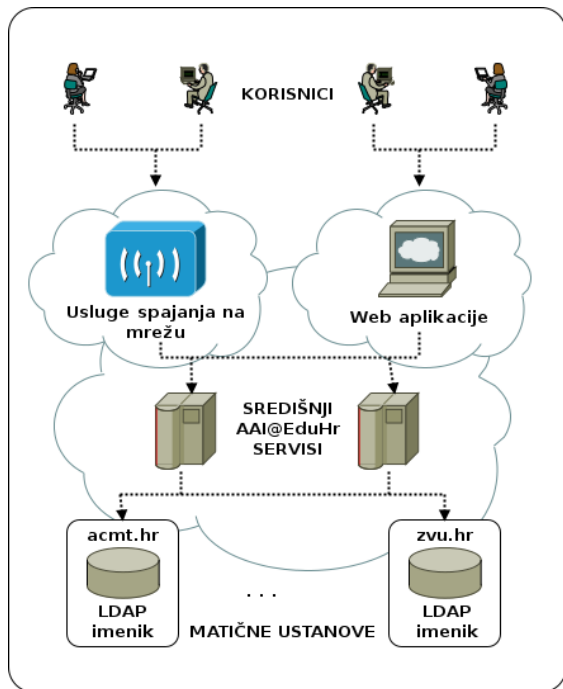 KORISNICI
Usluge spajanja na
mrežu
Web aplikacije
SREDIŠNJI
AAI@EduHr
SERVISI
acmt.hr
LDAP
imenik
. . .
zvu.hr
LDAP
imenik
MATIČNE USTANOVE